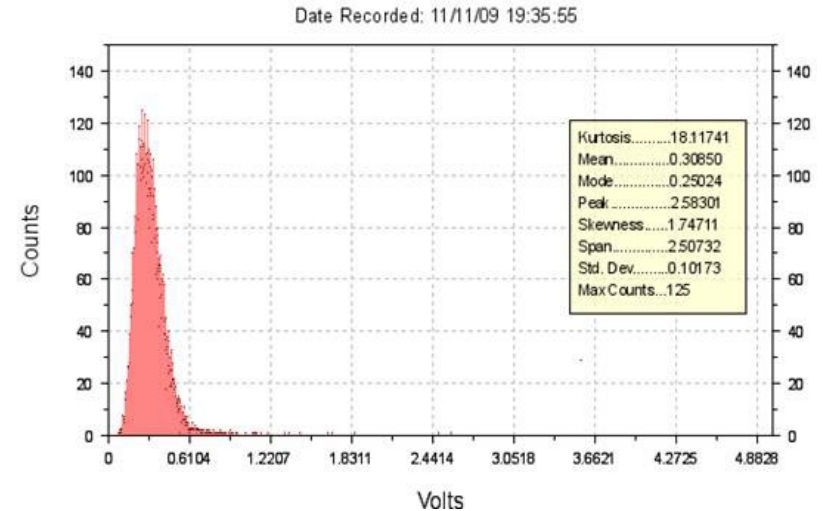 Date Recorded: 11/11/09 19:35:55
140
120
100
80
60
40
20
0
Counts
140
120
100
80
60
40
20
0
Kurtosis..........18.11741
Mean..............0.30850
Mode..............0.25024
Peak..............2.58301
Skewness......1.74711
Span..............2.50732
Std. Dev.........0.10173
Max Counts...125
0 0.6104 1.2207 1.8311 2.4414 3.0518 3.6621 4.2725 4.8828
Volts